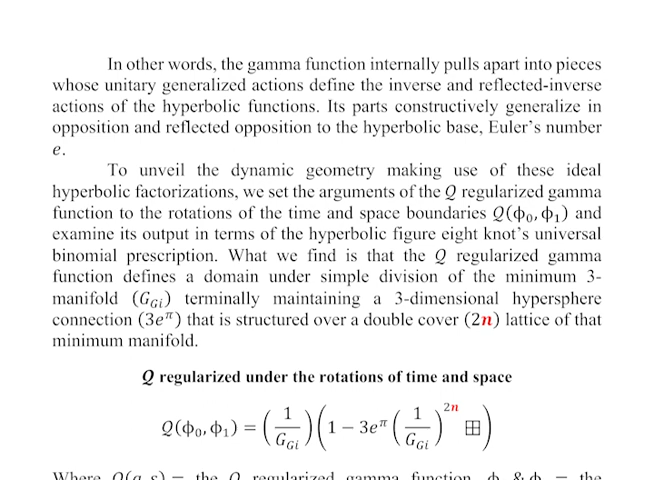 In other words, the gamma function internally pulls apart into pieces
whose unitary generalized actions define the inverse and reflected-inverse
actions of the hyperbolic functions. Its parts constructively generalize in
opposition and reflected opposition to the hyperbolic base, Euler's number
e.
To unveil the dynamic geometry making use of these ideal
hyperbolic factorizations, we set the arguments of the Q regularized gamma
function to the rotations of the time and space boundaries Q(ϕ₀, ϕ₁) and
examine its output in terms of the hyperbolic figure eight knot's universal
binomial prescription. What we find is that the Q regularized gamma
function defines a domain under simple division of the minimum 3-
manifold (G_Gi) terminally maintaining a 3-dimensional hypersphere
connection (3e^π) that is structured over a double cover (2n) lattice of that
minimum manifold.
Q regularized under the rotations of time and space
Q(ϕ₀, ϕ₁) = (1/G_Gi)(1 − 3e^π (1/G_Gi)^2n ⊞)
Where Q(a, s) = the Q regularized gamma function, ϕ & ϕ = the